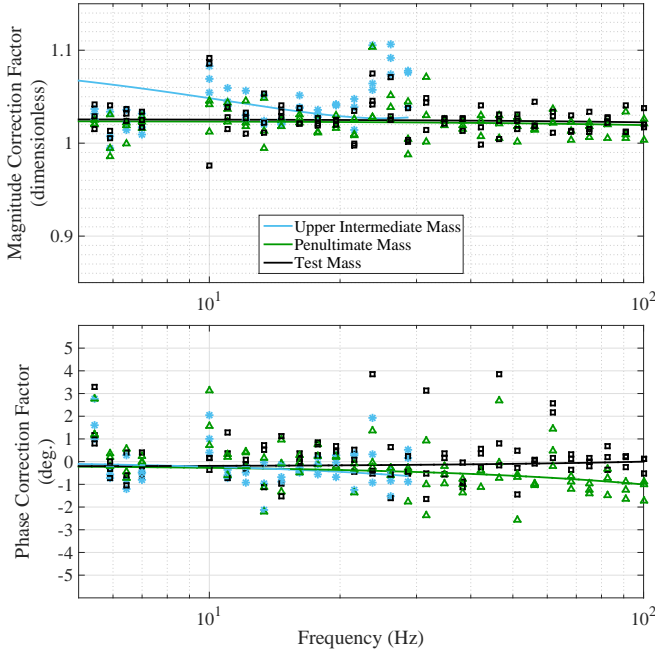 Magnitude Correction Factor
(dimensionless)
1.1
1
0.9
Upper Intermediate Mass
Penultimate Mass
Test Mass
10^1
10^2
Phase Correction Factor
(deg.)
5
4
3
2
1
0
-1
-2
-3
-4
-5
10^1
10^2
Frequency (Hz)